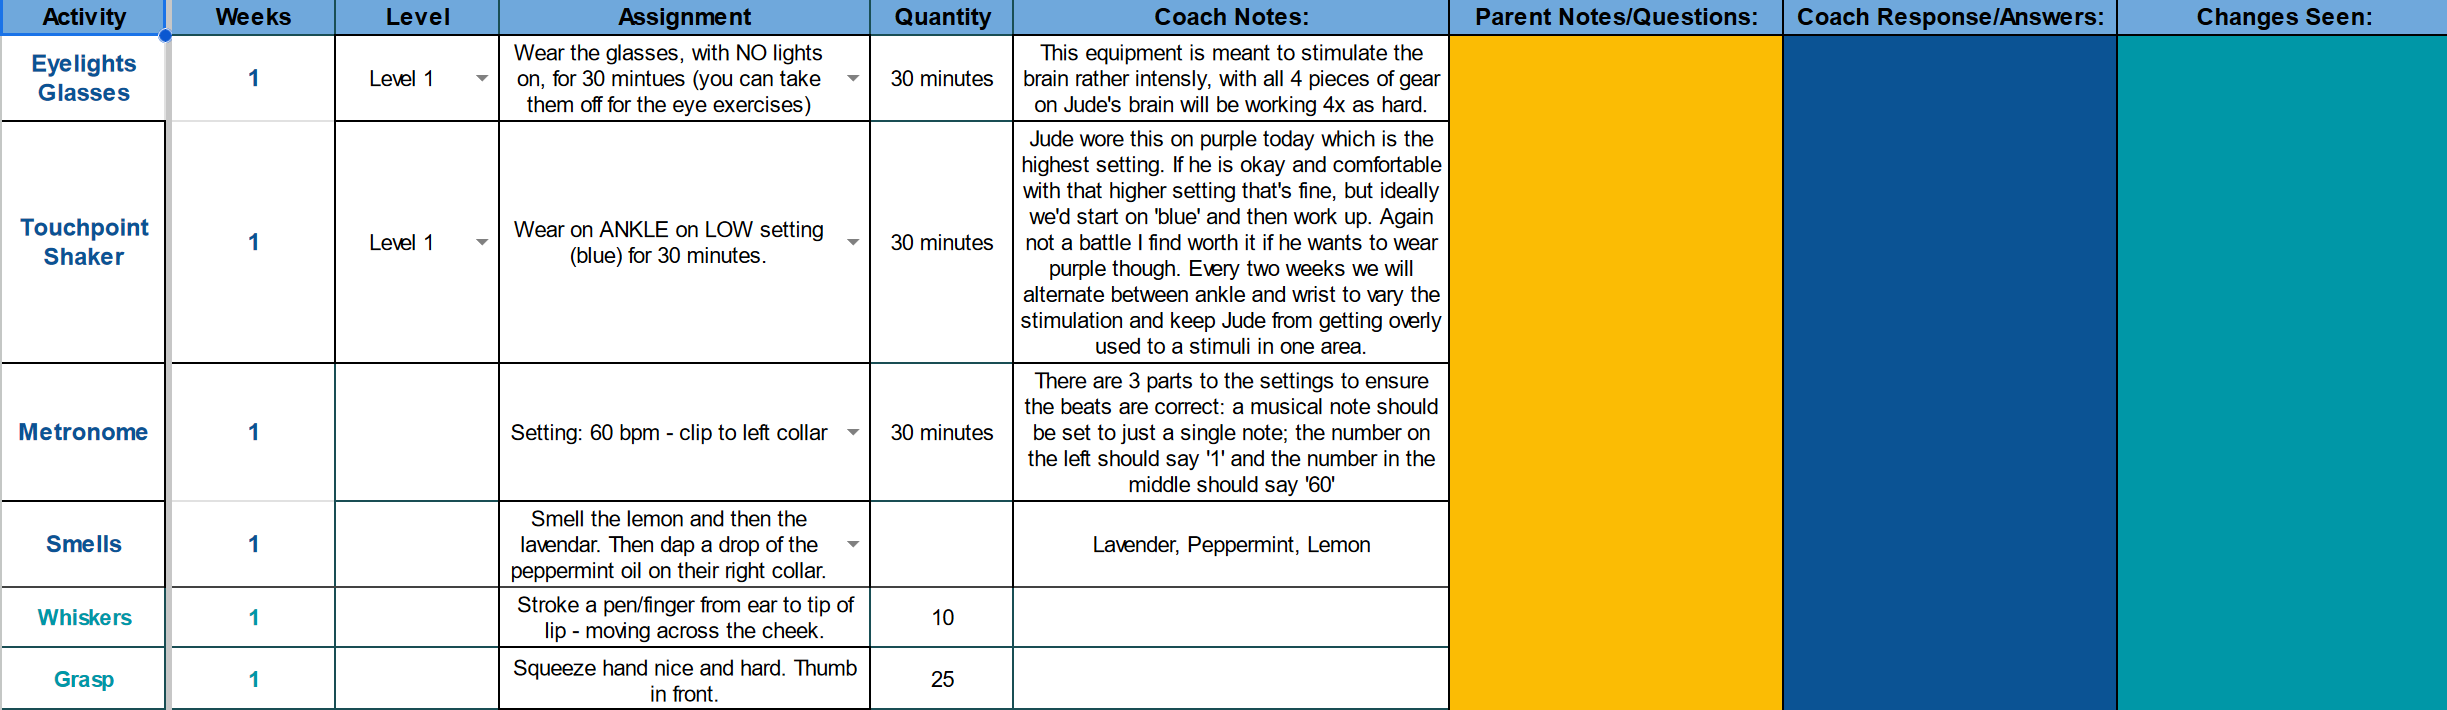 Activity Weeks Level Assignment Quantity Coach Notes: Parent Notes/Questions: Coach Response/Answers: Changes Seen:
Eyelights
Glasses
1
Level 1
Wear the glasses, with NO lights
on, for 30 mintues (you can take
them off for the eye exercises)
30 minutes
This equipment is meant to stimulate the
brain rather intensly, with all 4 pieces of gear
on Jude's brain will be working 4x as hard.
Touchpoint
Shaker
1
Level 1
Wear on ANKLE on LOW setting
(blue) for 30 minutes.
30 minutes
Jude wore this on purple today which is the
highest setting. If he is okay and comfortable
with that higher setting that's fine, but ideally
we'd start on 'blue' and then work up. Again
not a battle I find worth it if he wants to wear
purple though. Every two weeks we will
alternate between ankle and wrist to vary the
stimulation and keep Jude from getting overly
used to a stimuli in one area.
Metronome
1
Setting: 60 bpm - clip to left collar
30 minutes
There are 3 parts to the settings to ensure
the beats are correct: a musical note should
be set to just a single note; the number on
the left should say '1' and the number in the
middle should say '60'
Smells
1
Smell the lemon and then the
lavendar. Then dap a drop of the
peppermint oil on their right collar.
Lavender, Peppermint, Lemon
Whiskers
1
Stroke a pen/finger from ear to tip of
lip - moving across the cheek.
10
Grasp
1
Squeeze hand nice and hard. Thumb
in front.
25